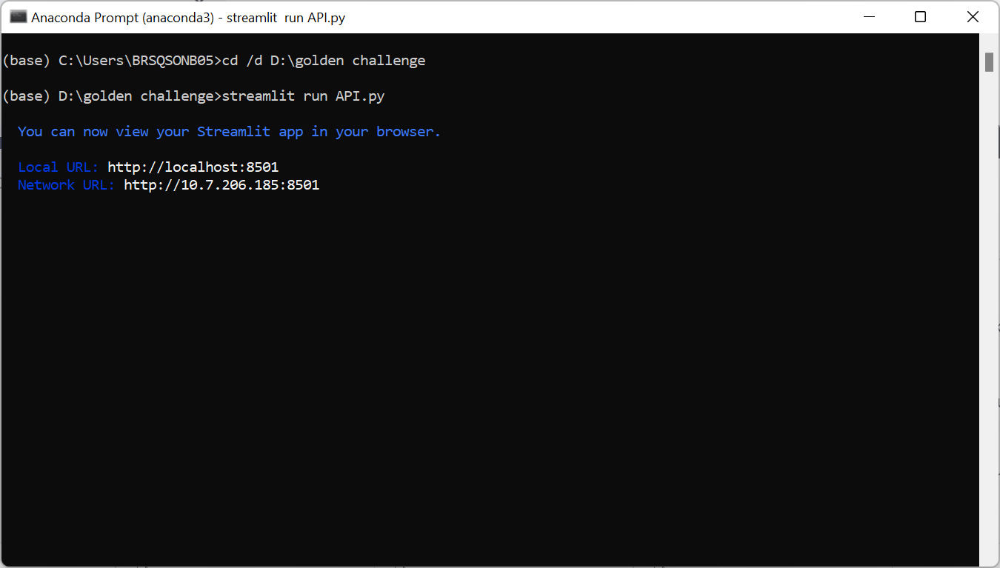 Anaconda Prompt (anaconda3) - streamlit  run API.py
(base) C:\Users\BRSQSONB05>cd /d D:\golden challenge
(base) D:\golden challenge>streamlit run API.py
You can now view your Streamlit app in your browser.
Local URL: http://localhost:8501
Network URL: http://10.7.206.185:8501